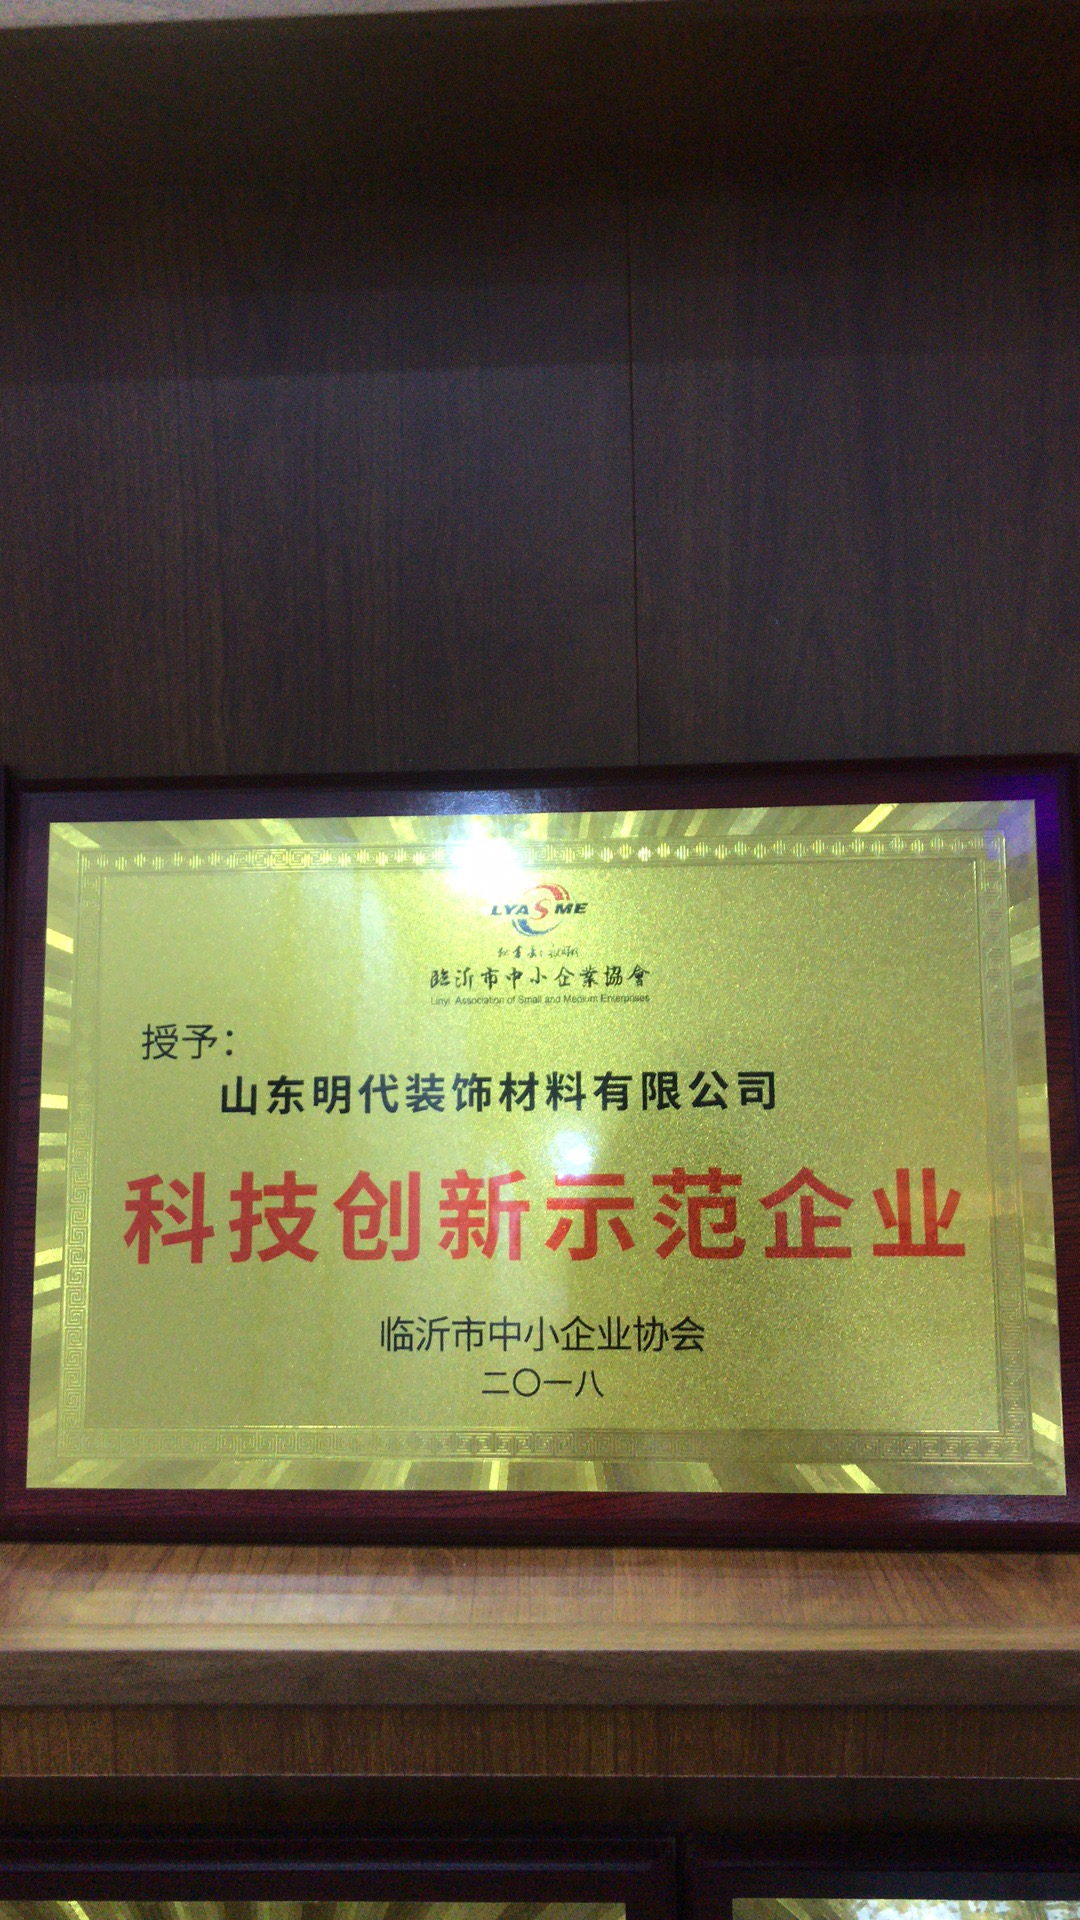 LYASME
临沂市中小企業協會
Linyi Association of Small and Medium Enterprises
授予：
山东明代装饰材料有限公司
科技创新示范企业
临沂市中小企业协会
二〇一八